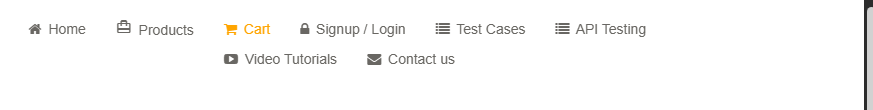 Home Products Cart Signup / Login Test Cases API Testing
Video Tutorials Contact us